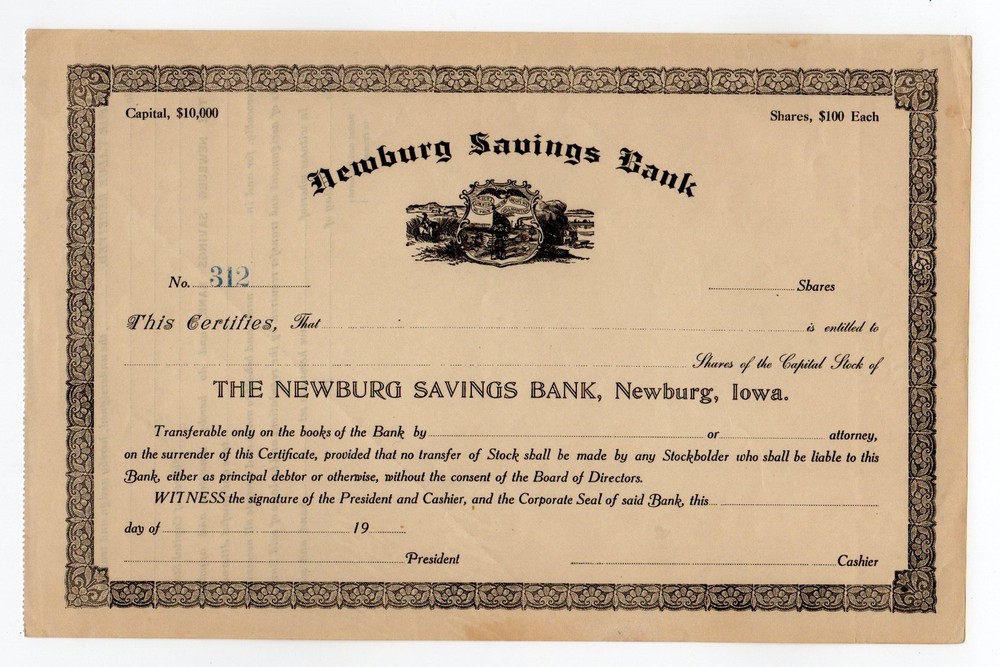 Capital, $10,000
Shares, $100 Each
Newburg Savings Bank
No. 312
Shares
This Certifies, That is entitled to
Shares of the Capital Stock of
THE NEWBURG SAVINGS BANK, Newburg, Iowa.
Transferable only on the books of the Bank by or attorney,
on the surrender of this Certificate, provided that no transfer of Stock shall be made by any Stockholder who shall be liable to this
Bank, either as principal debtor or otherwise, without the consent of the Board of Directors.
WITNESS the signature of the President and Cashier, and the Corporate Seal of said Bank, this
day of 19
President
Cashier